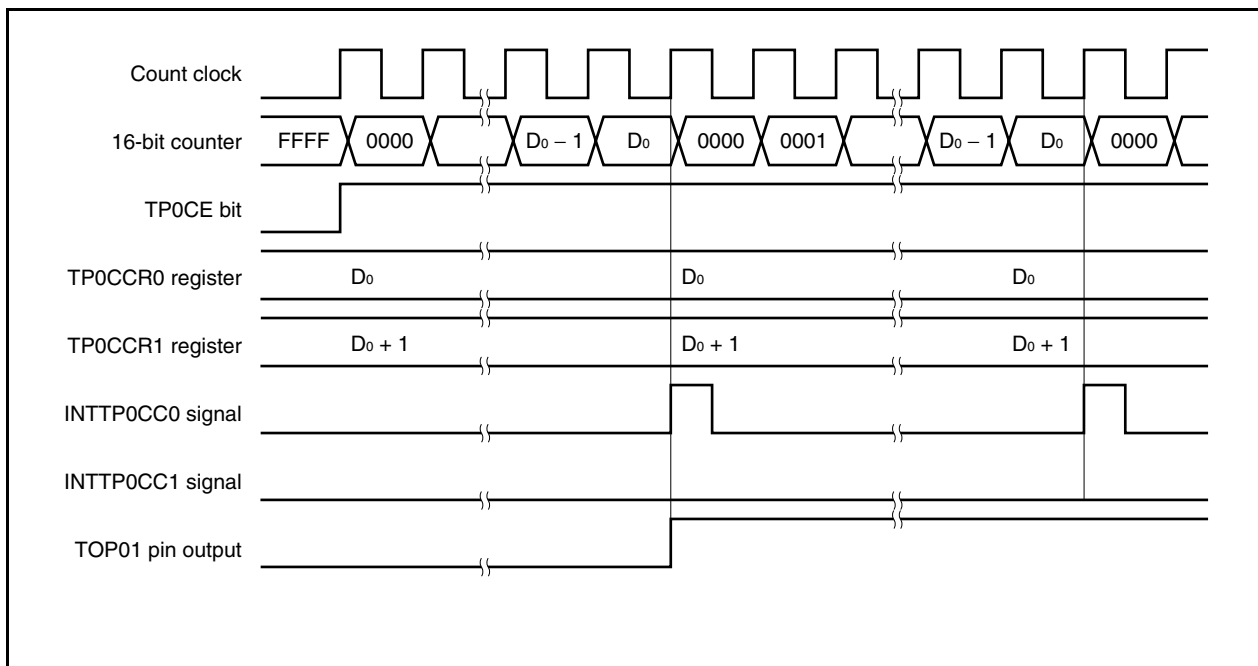 Count clock
16-bit counter FFFF 0000 D₀ − 1 D₀ 0000 0001 D₀ − 1 D₀ 0000
TP0CE bit
TP0CCR0 register D₀ D₀ D₀
TP0CCR1 register D₀ + 1 D₀ + 1 D₀ + 1
INTTP0CC0 signal
INTTP0CC1 signal
TOP01 pin output